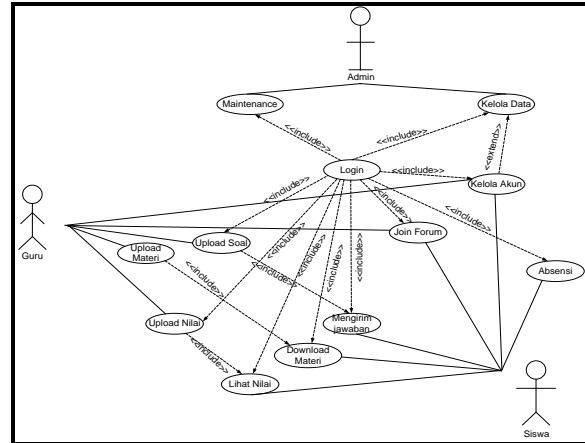 Admin
Maintenance
Kelola Data
<<include>>
<<include>>
<<extend>>
Login
<<include>>
Kelola Akun
<<include>>
<<include>>
<<include>>
Guru
Upload
Materi
Upload Soal
<<include>>
<<include>>
<<include>>
<<include>>
Join Forum
Absensi
<<include>>
<<include>>
Upload Nilai
Mengirim
jawaban
<<include>>
Download
Materi
Lihat Nilai
Siswa